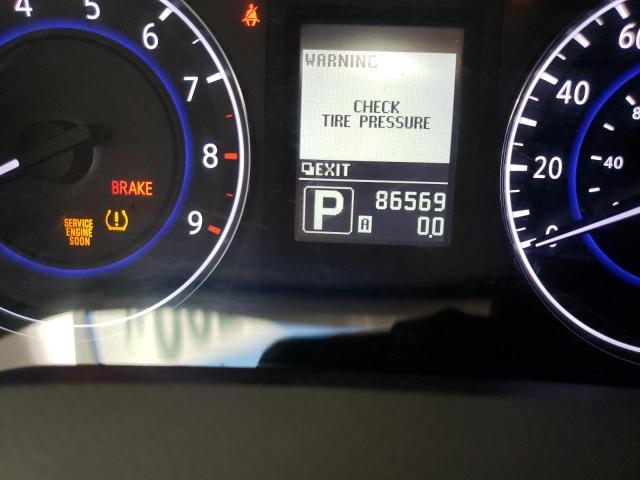 4
5
6
7
8
9
BRAKE
SERVICE
ENGINE
SOON
WARNING
CHECK
TIRE PRESSURE
EXIT
P
86569
A
0.0
60
40
20
0
40